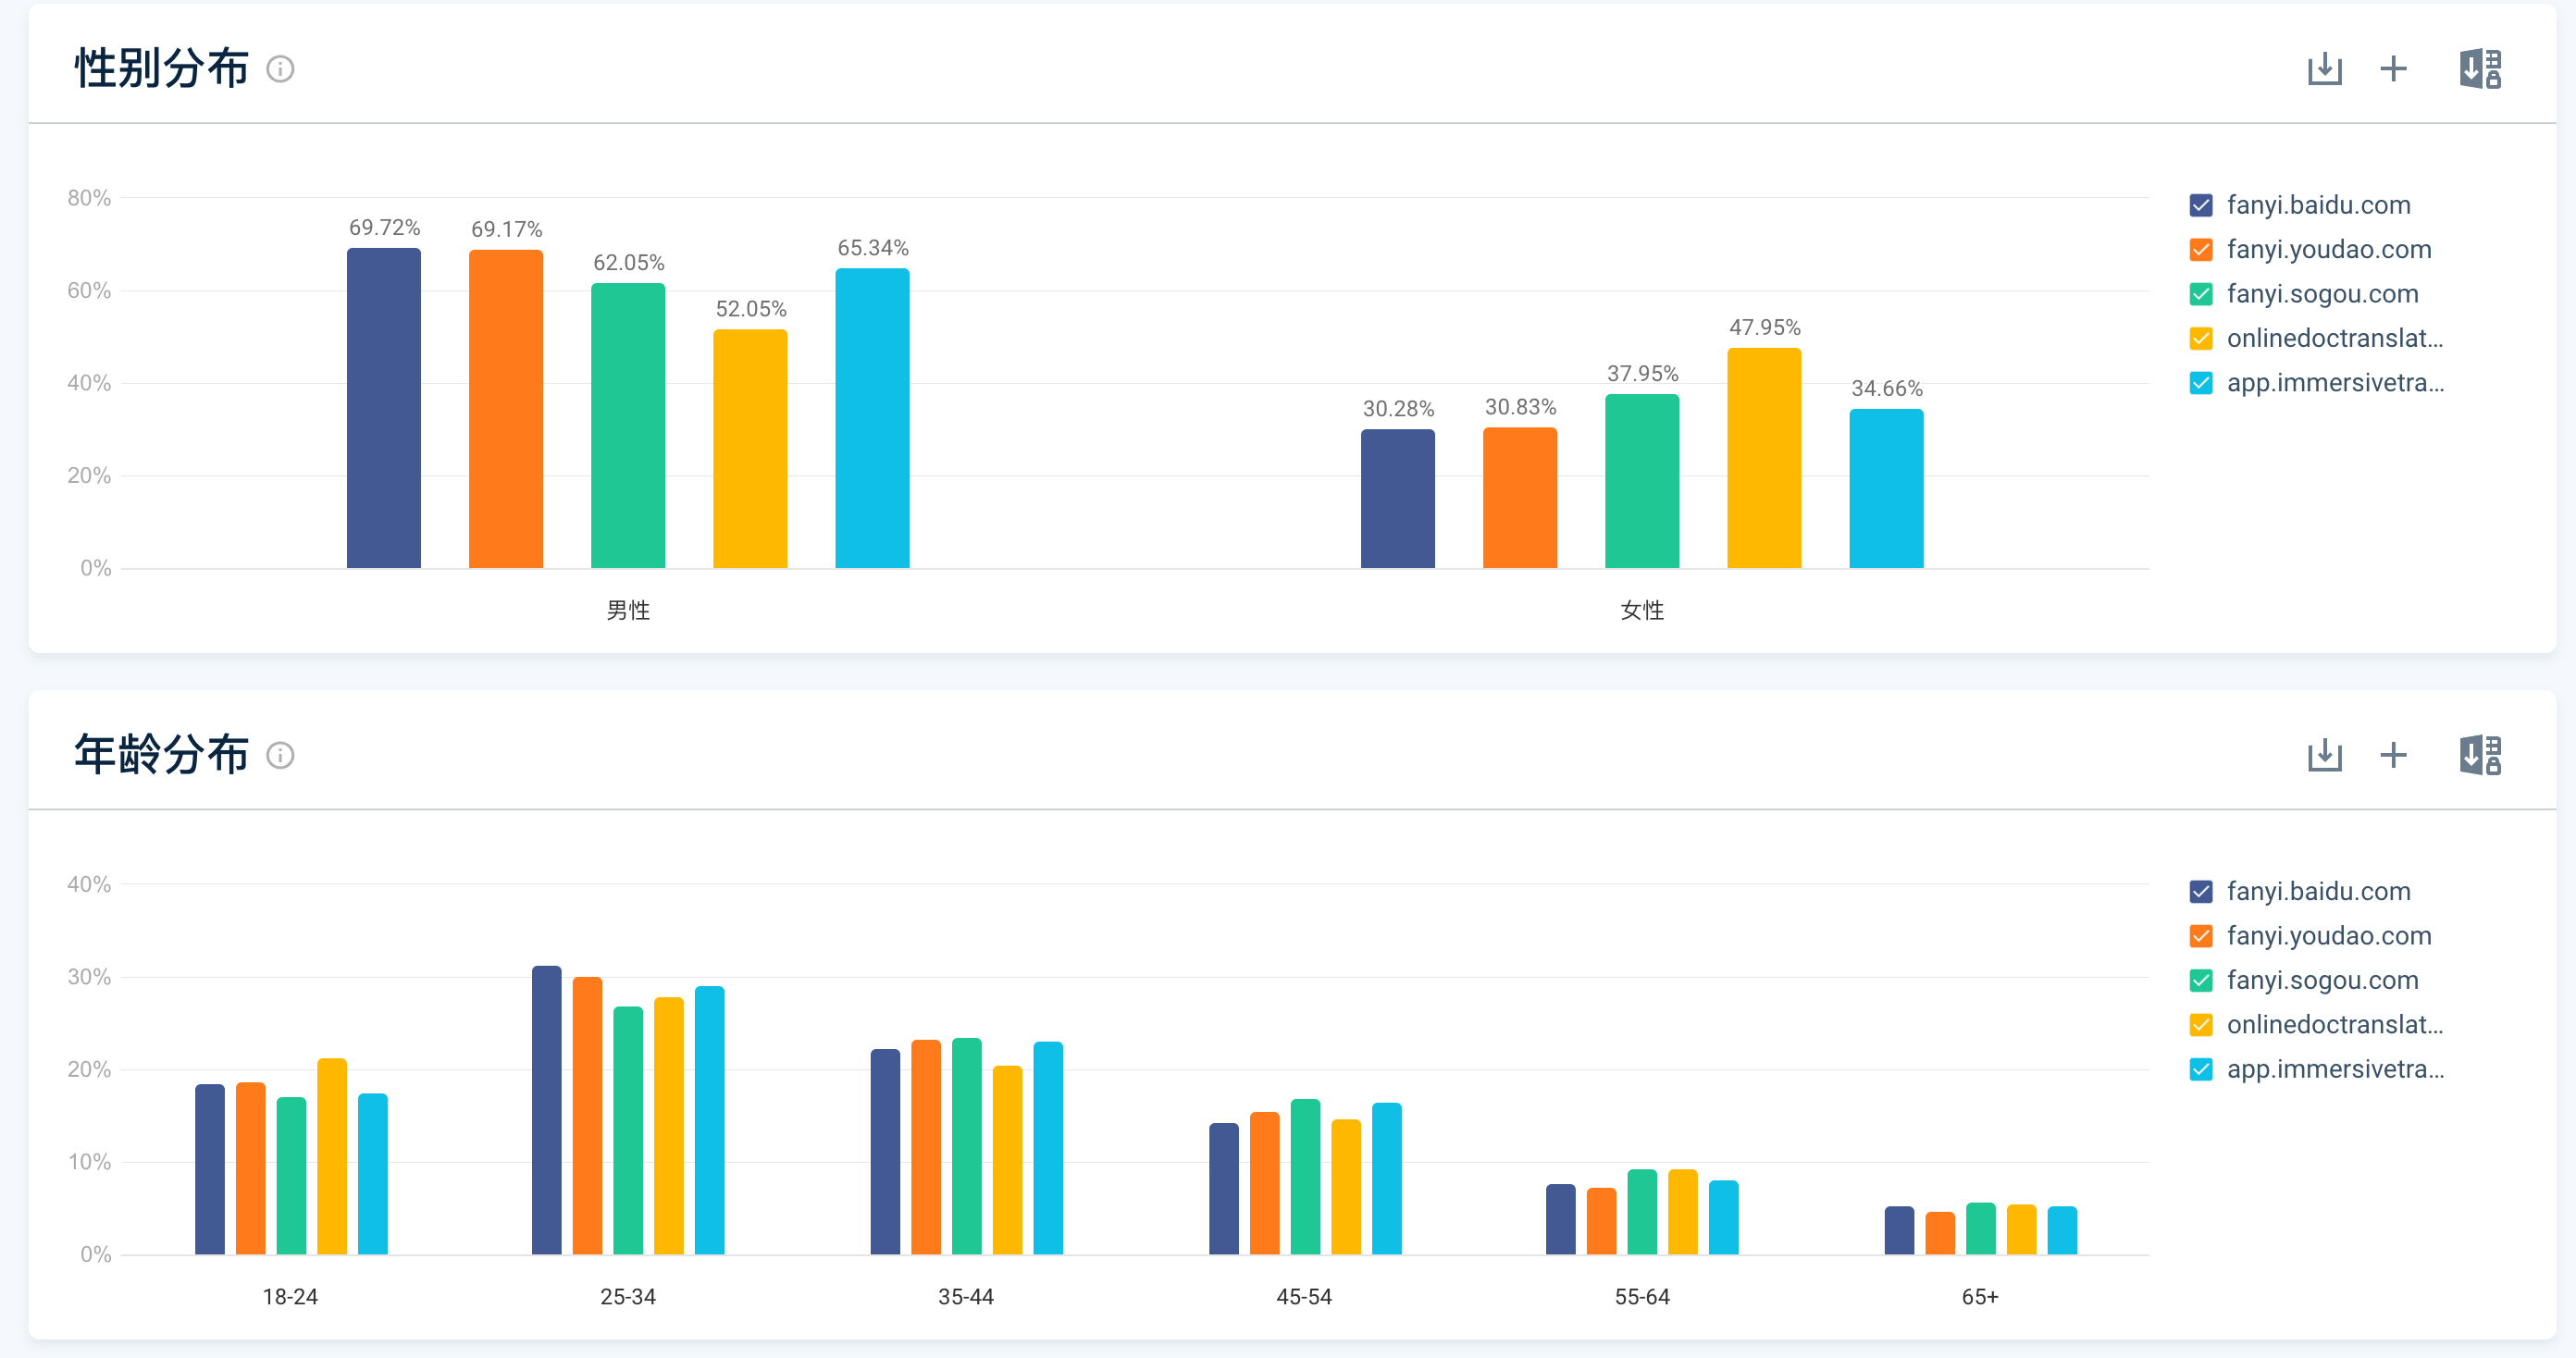 性别分布
80%
60%
40%
20%
0%
69.72%
69.17%
62.05%
52.05%
65.34%
30.28%
30.83%
37.95%
47.95%
34.66%
男性
女性
fanyi.baidu.com
fanyi.youdao.com
fanyi.sogou.com
onlinedoctranslat...
app.immersivetra...
年龄分布
40%
30%
20%
10%
0%
18-24
25-34
35-44
45-54
55-64
65+
fanyi.baidu.com
fanyi.youdao.com
fanyi.sogou.com
onlinedoctranslat...
app.immersivetra...